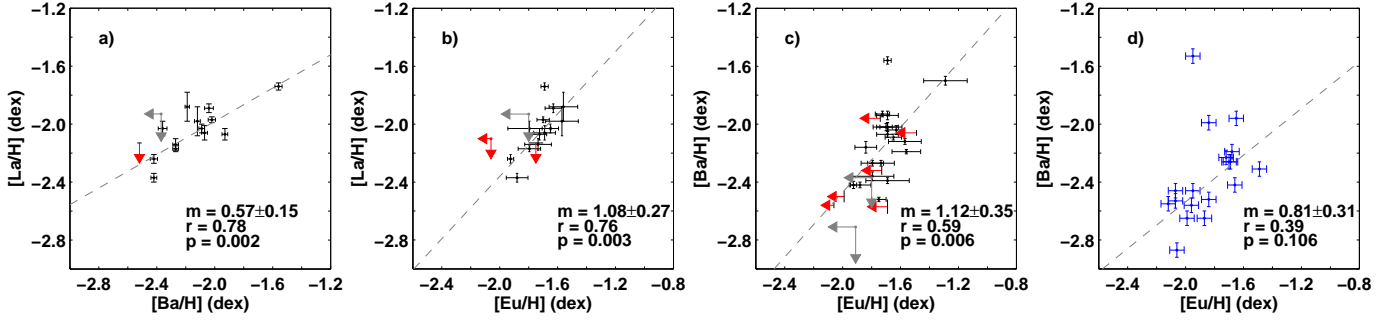 a)
−1.2
−1.6
−2.0
−2.4
−2.8
[La/H] (dex)
m = 0.57±0.15
r = 0.78
p = 0.002
−2.8 −2.4 −2.0 −1.6 −1.2
[Ba/H] (dex)
b)
−1.2
−1.6
−2.0
−2.4
−2.8
[La/H] (dex)
m = 1.08±0.27
r = 0.76
p = 0.003
−2.4 −2.0 −1.6 −1.2 −0.8
[Eu/H] (dex)
c)
−1.2
−1.6
−2.0
−2.4
−2.8
[Ba/H] (dex)
m = 1.12±0.35
r = 0.59
p = 0.006
−2.4 −2.0 −1.6 −1.2 −0.8
[Eu/H] (dex)
d)
−1.2
−1.6
−2.0
−2.4
−2.8
[Ba/H] (dex)
m = 0.81±0.31
r = 0.39
p = 0.106
−2.4 −2.0 −1.6 −1.2 −0.8
[Eu/H] (dex)